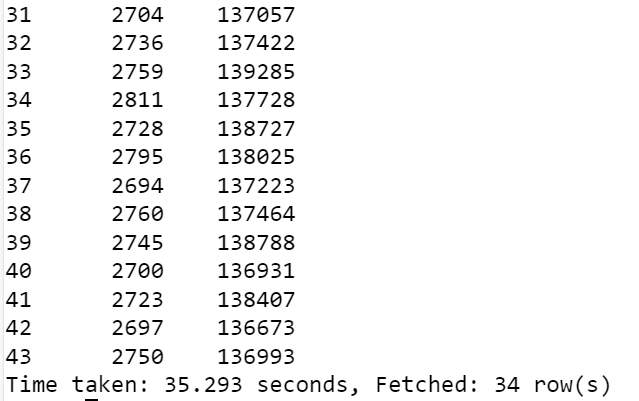 31 2704 137057
32 2736 137422
33 2759 139285
34 2811 137728
35 2728 138727
36 2795 138025
37 2694 137223
38 2760 137464
39 2745 138788
40 2700 136931
41 2723 138407
42 2697 136673
43 2750 136993
Time taken: 35.293 seconds, Fetched: 34 row(s)